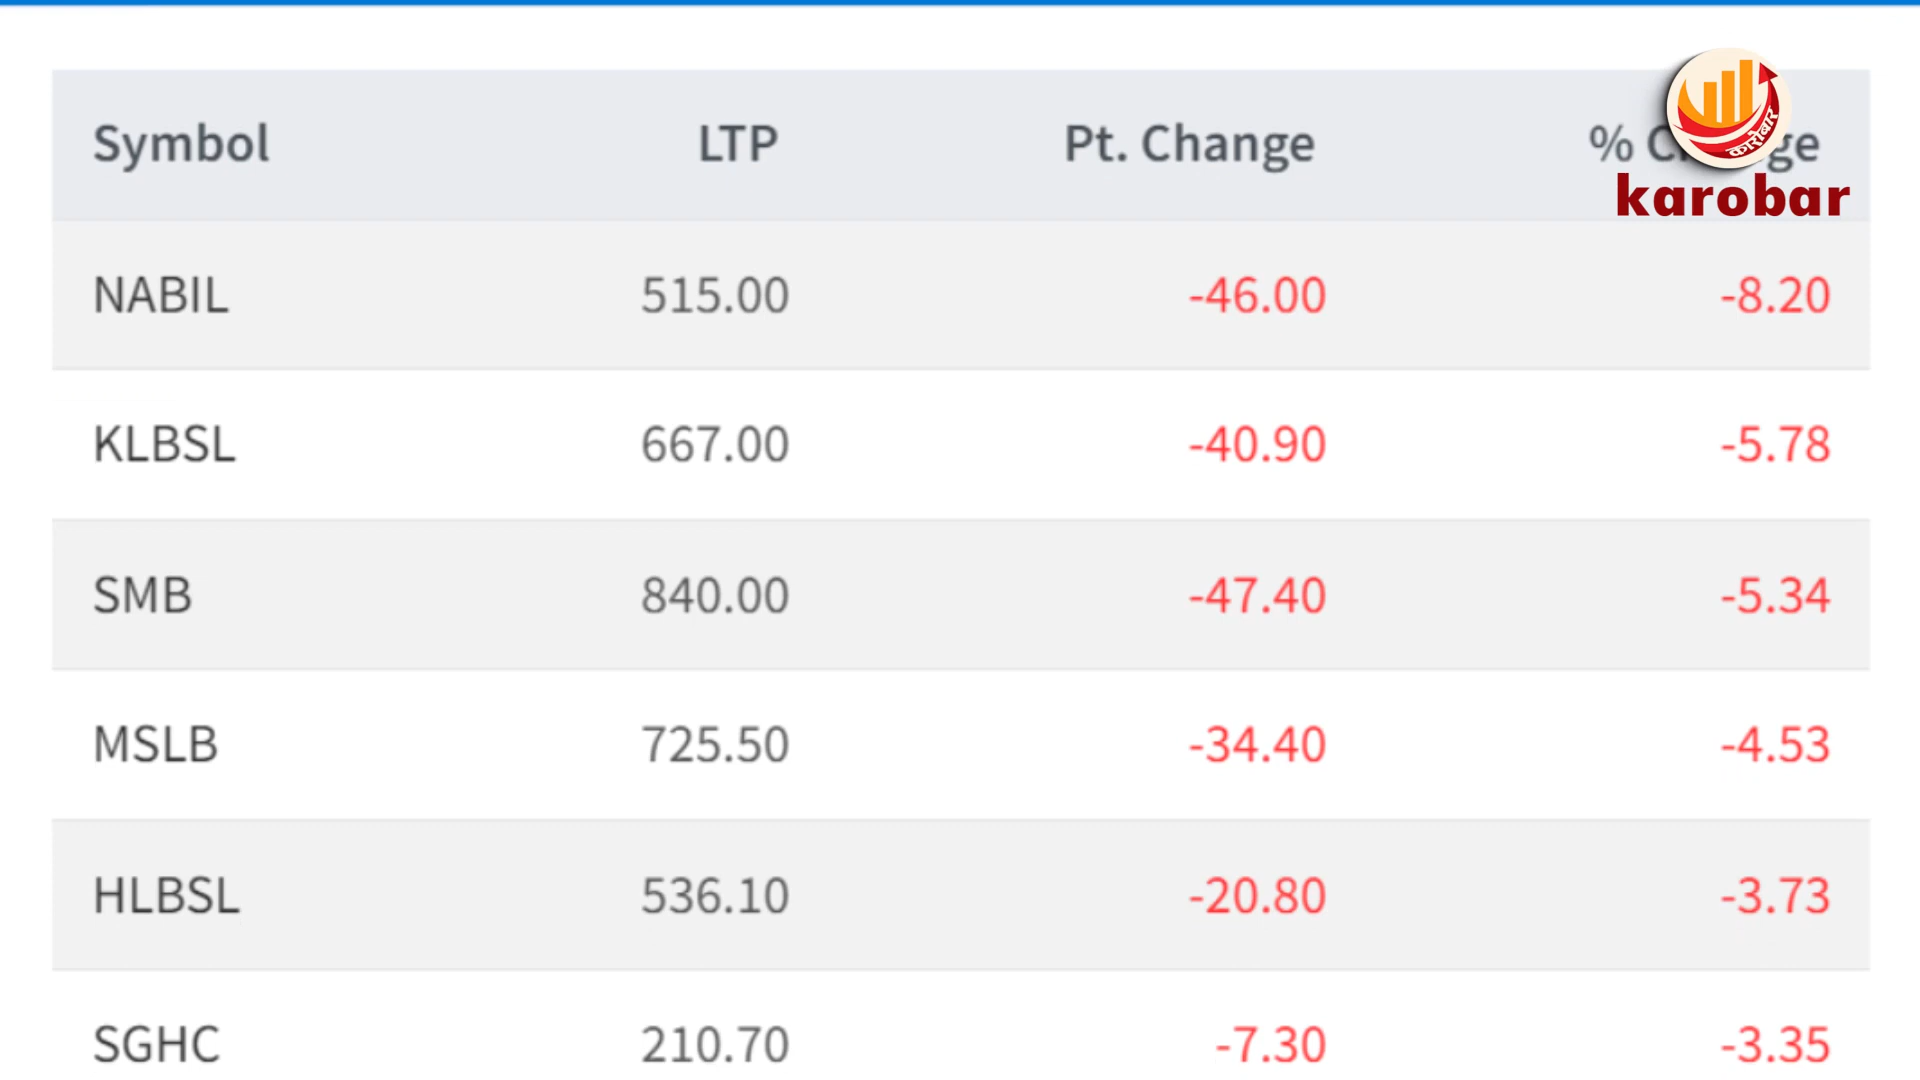 Symbol LTP Pt. Change % Change
कारोबार
karobar
NABIL 515.00 -46.00 -8.20
KLBSL 667.00 -40.90 -5.78
SMB 840.00 -47.40 -5.34
MSLB 725.50 -34.40 -4.53
HLBSL 536.10 -20.80 -3.73
SGHC 210.70 -7.30 -3.35